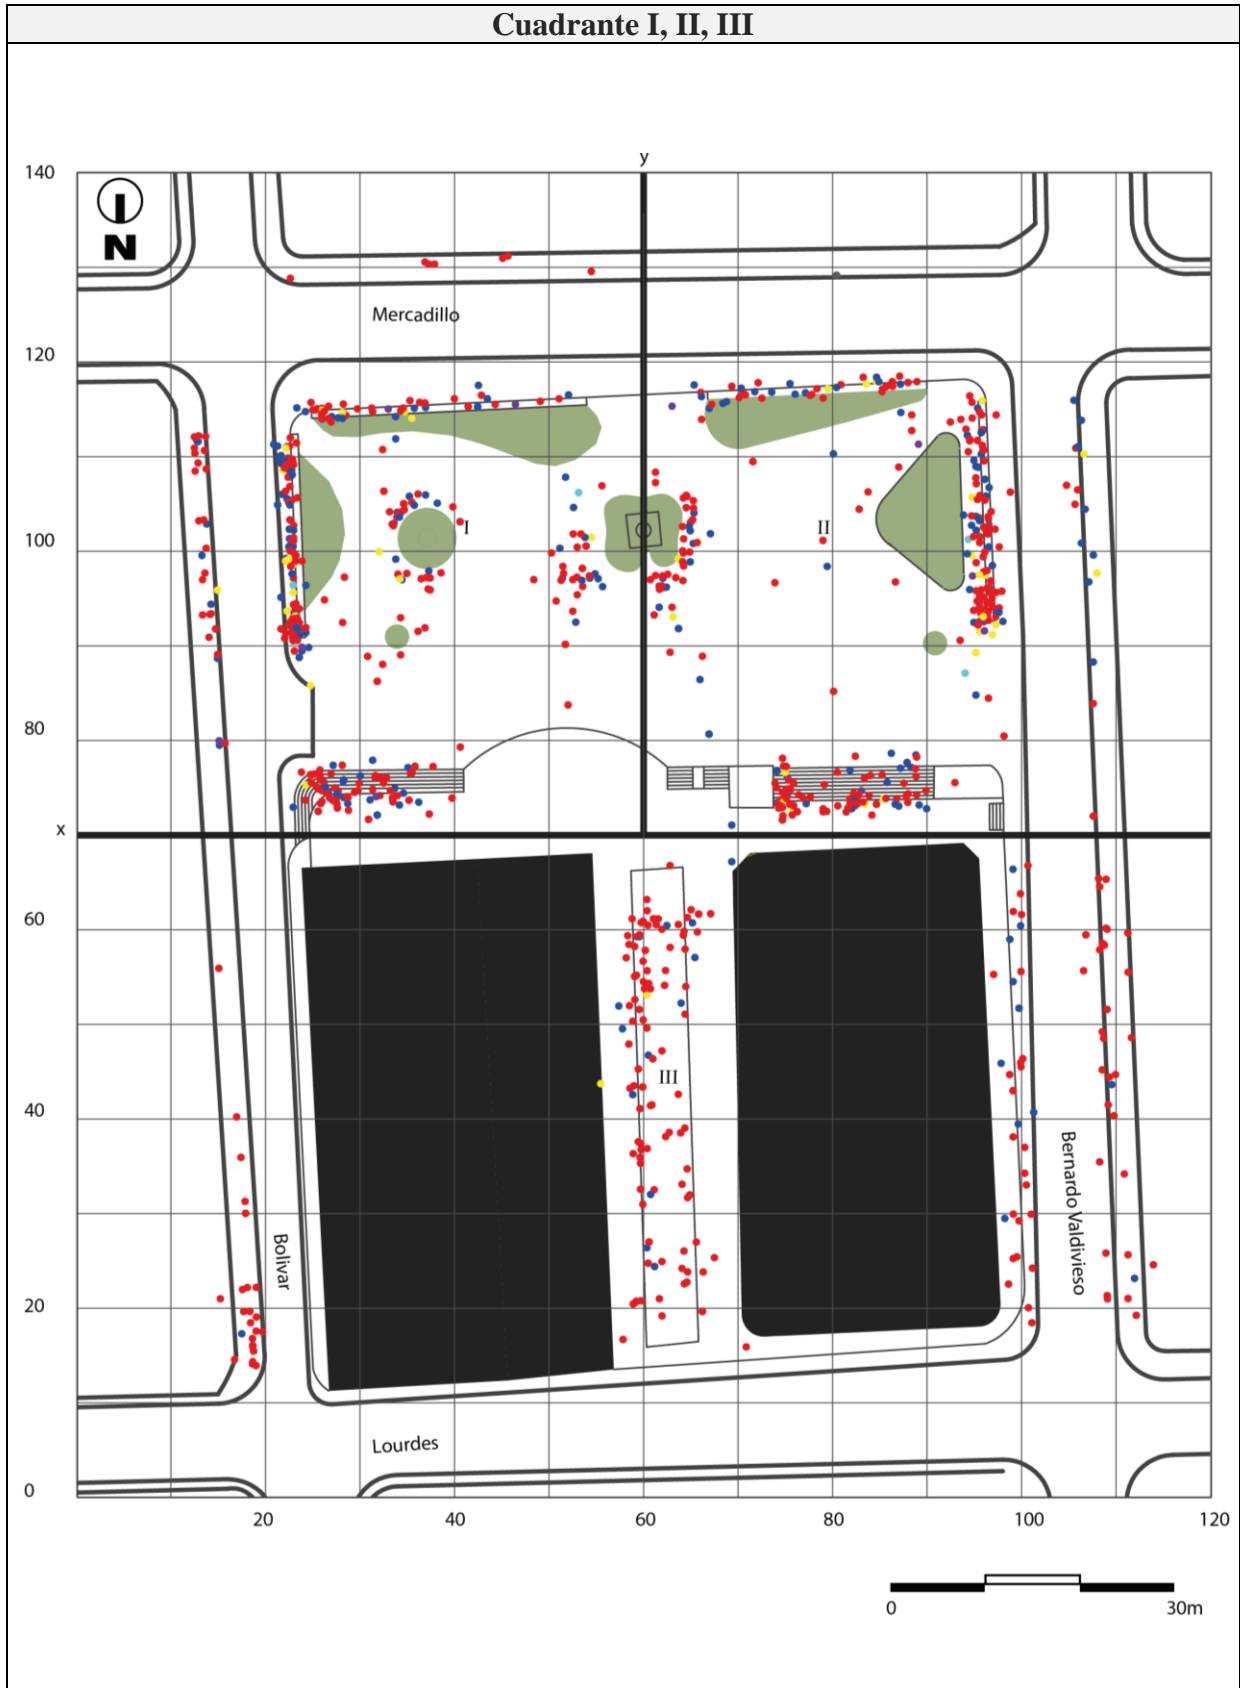 Cuadrante I, II, III
y
140
N
Mercadillo
120
I
II
100
80
x
60
III
40
Bernardo Valdivieso
Bolivar
20
Lourdes
0
20
40
60
80
100
120
0
30m